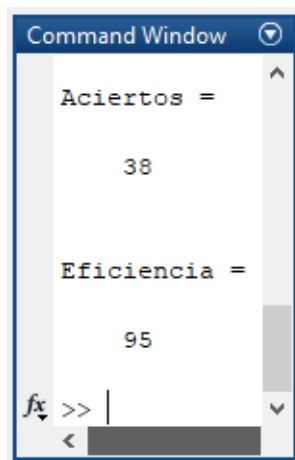 Command Window
Aciertos =
38
Eficiencia =
95
fx >>